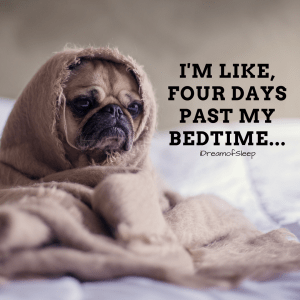 I'M LIKE,
FOUR DAYS
PAST MY
BEDTIME...
iDreamofSleep